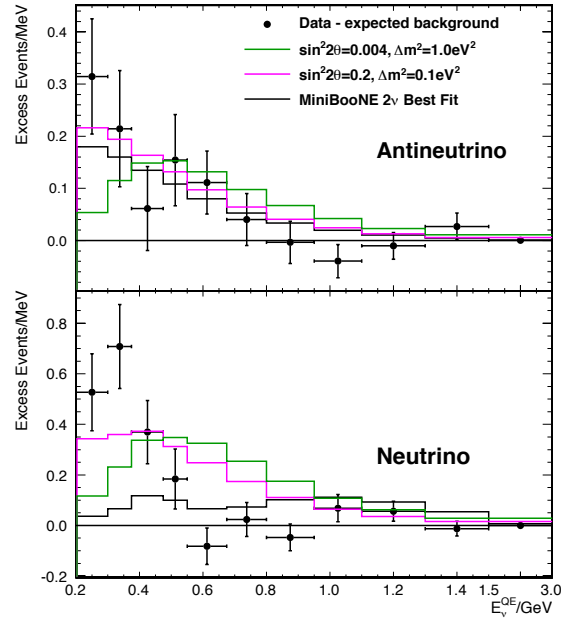 Excess Events/MeV
0.4
0.3
0.2
0.1
0.0
Data - expected background
sin²2θ=0.004, Δm²=1.0eV²
sin²2θ=0.2, Δm²=0.1eV²
MiniBooNE 2ν Best Fit
Antineutrino
Excess Events/MeV
0.8
0.6
0.4
0.2
0.0
-0.2
Neutrino
0.2 0.4 0.6 0.8 1.0 1.2 1.4 1.5 3.0
E_ν^QE/GeV